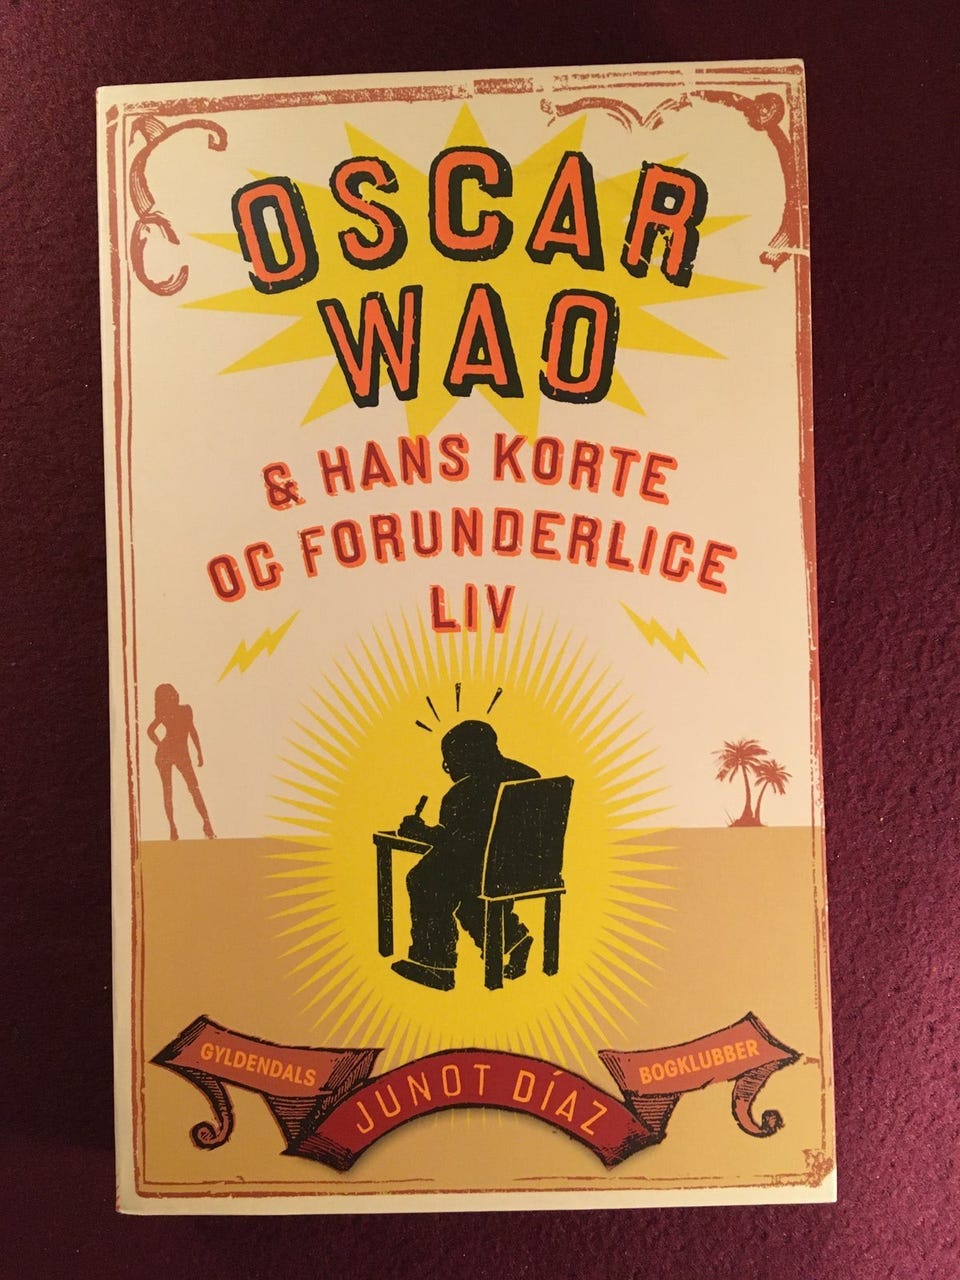 OSCAR
WAO
& HANS KORTE
OG FORUNDERLIGE
LIV
GYLDENDALS
JUNOT DÍAZ
BOGKLUBBER